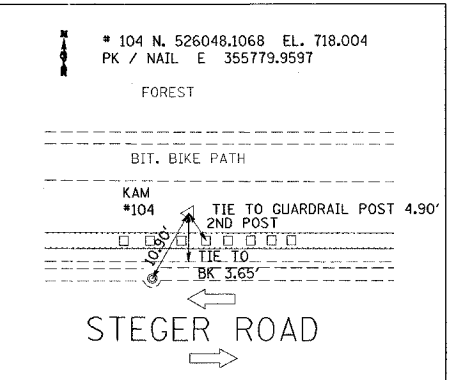 # 104 N. 526048.1068 EL. 718.004
PK / NAIL E 355779.9597
FOREST
BIT. BIKE PATH
KAM
#104
TIE TO GUARDRAIL POST 4.90'
2ND POST
10.90'
TIE TO
BK 3.65'
STEGER ROAD